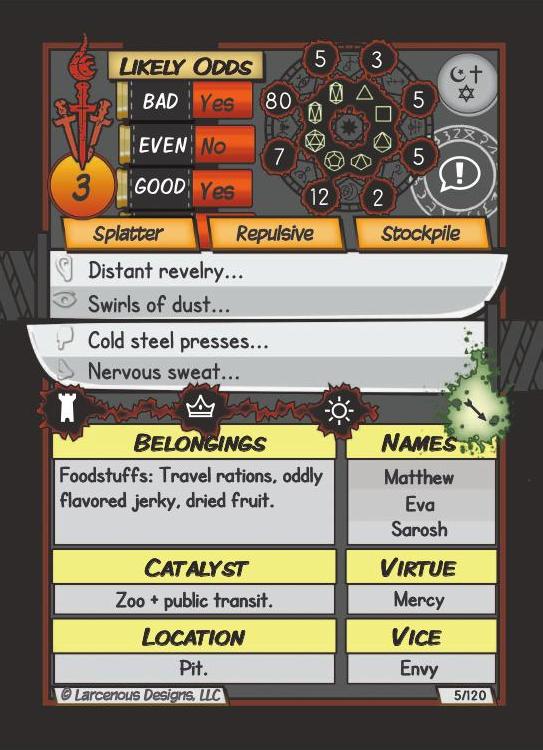 LIKELY ODDS
BAD Yes
EVEN No
GOOD Yes
3
5
3
80
5
7
5
12
2
!
Splatter Repulsive Stockpile
Distant revelry...
Swirls of dust...
Cold steel presses...
Nervous sweat...
BELONGINGS
Foodstuffs: Travel rations, oddly
flavored jerky, dried fruit.
NAMES
Matthew
Eva
Sarosh
CATALYST
Zoo + public transit.
VIRTUE
Mercy
LOCATION
Pit.
VICE
Envy
© Larcenous Designs, LLC
5/120